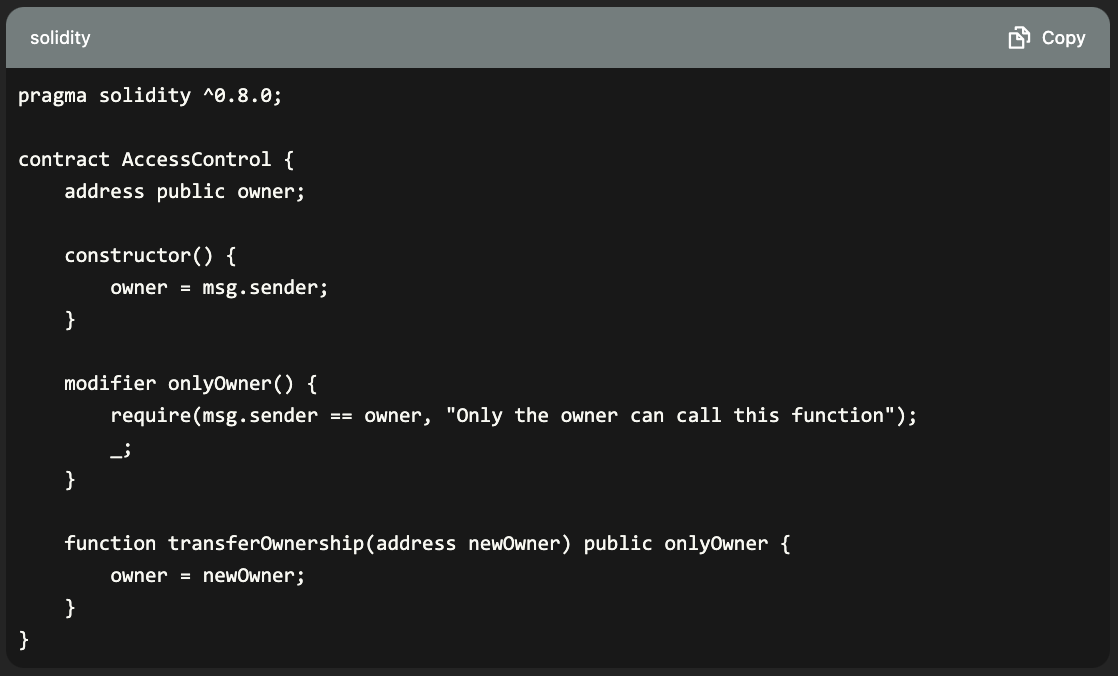 solidity
Copy
pragma solidity ^0.8.0;
contract AccessControl {
    address public owner;
    constructor() {
        owner = msg.sender;
    }
    modifier onlyOwner() {
        require(msg.sender == owner, "Only the owner can call this function");
        _;
    }
    function transferOwnership(address newOwner) public onlyOwner {
        owner = newOwner;
    }
}